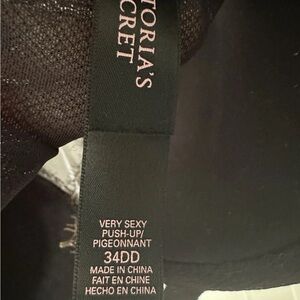 TORIA'S
CRET
VERY SEXY
PUSH-UP/
PIGEONNANT
34DD
MADE IN CHINA
FAIT EN CHINE
HECHO EN CHINA